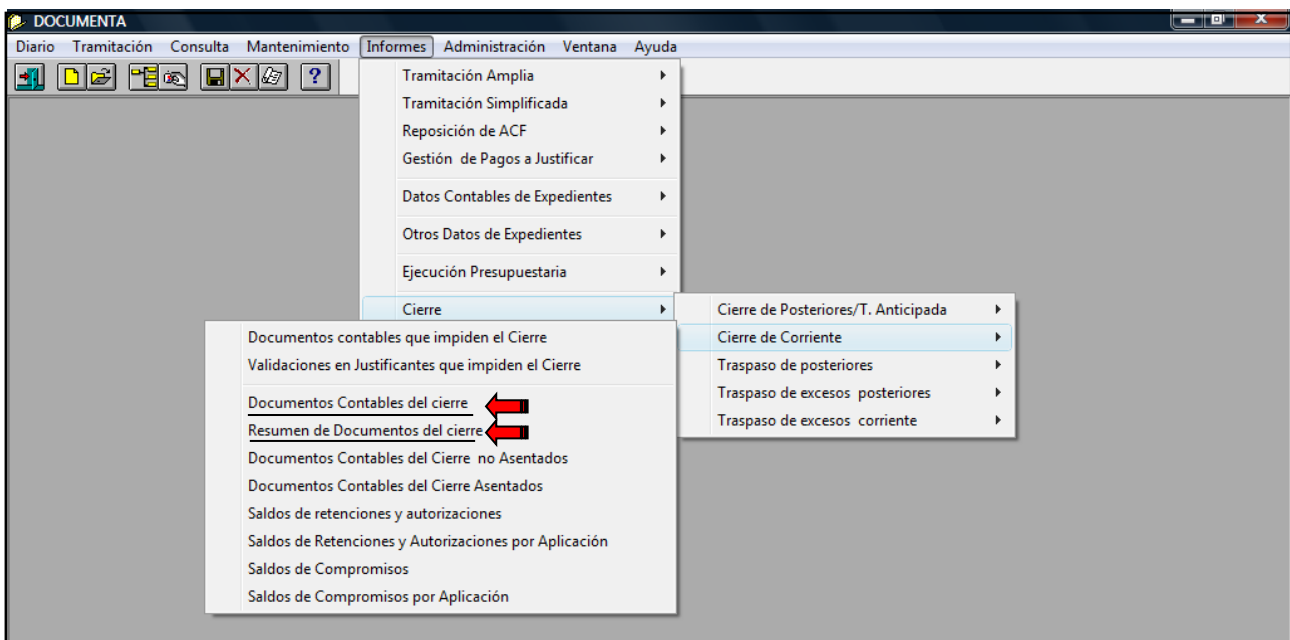 DOCUMENTA
Diario Tramitación Consulta Mantenimiento Informes Administración Ventana Ayuda
?
Tramitación Amplia
Tramitación Simplificada
Reposición de ACF
Gestión de Pagos a Justificar
Datos Contables de Expedientes
Otros Datos de Expedientes
Ejecución Presupuestaria
Cierre
Cierre de Posteriores/T. Anticipada
Cierre de Corriente
Traspaso de posteriores
Traspaso de excesos posteriores
Traspaso de excesos corriente
Documentos contables que impiden el Cierre
Validaciones en Justificantes que impiden el Cierre
Documentos Contables del cierre
Resumen de Documentos del cierre
Documentos Contables del Cierre no Asentados
Documentos Contables del Cierre Asentados
Saldos de retenciones y autorizaciones
Saldos de Retenciones y Autorizaciones por Aplicación
Saldos de Compromisos
Saldos de Compromisos por Aplicación